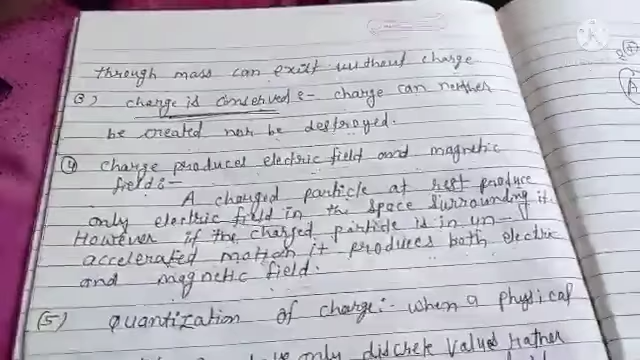 through mass can exist without charge
(3) charge is conserved :- charge can neither
be created nor be destroyed.
(4) charge produces electric field and magnetic
field :-
A charged particle at rest produce
only electric field in the space surrounding it.
However if the charged particle is in un-
accelerated motion it produces both electric
and magnetic field.
(5) Quantization of charge :- when a physical
only discrete values rather